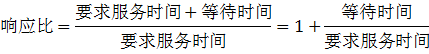 响应比 = (要求服务时间 + 等待时间) / 要求服务时间 = 1 + 等待时间 / 要求服务时间